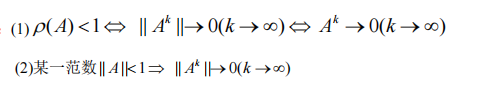 (1) ρ(A) < 1 ⇔ ‖A^k‖ → 0(k → ∞) ⇔ A^k → 0(k → ∞)
(2)某一范数‖A‖<1 ⇒ ‖A^k‖→0(k→∞)